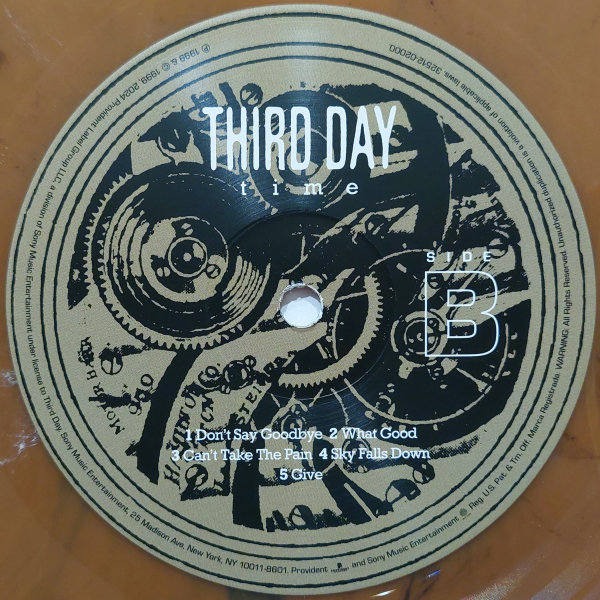 THIRD DAY
time
SIDE
B
1 Don't Say Goodbye 2 What Good
3 Can't Take The Pain 4 Sky Falls Down
5 Give
℗ 1999 & © 1999, 2024 Provident Label Group LLC, a division of Sony Music Entertainment under license to Third Day. Sony Music Entertainment, 25 Madison Ave, New York, NY 10011-8601. Provident and Sony Music Entertainment Reg. U.S. Pat. & Tm. Off. Marca Registrada. WARNING: All Rights Reserved. Unauthorized duplication is a violation of applicable laws. 32512-02000.